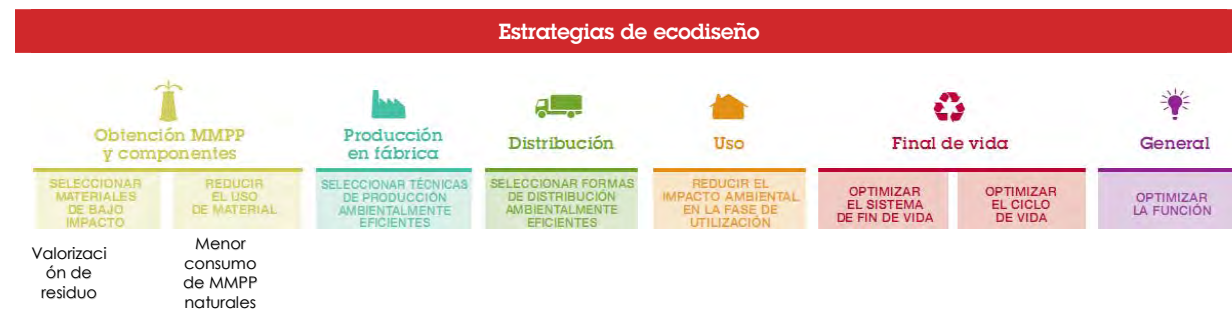 Estrategias de ecodiseño
Obtención MMPP
y componentes
Producción
en fábrica
Distribución
Uso
Final de vida
General
SELECCIONAR
MATERIALES
DE BAJO
IMPACTO
REDUCIR
EL USO
DE MATERIAL
SELECCIONAR TÉCNICAS
DE PRODUCCIÓN
AMBIENTALMENTE
EFICIENTES
SELECCIONAR FORMAS
DE DISTRIBUCIÓN
AMBIENTALMENTE
EFICIENTES
REDUCIR EL
IMPACTO AMBIENTAL
EN LA FASE DE
UTILIZACIÓN
OPTIMIZAR
EL SISTEMA
DE FIN DE VIDA
OPTIMIZAR
EL CICLO
DE VIDA
OPTIMIZAR
LA FUNCIÓN
Valorizaci
ón de
residuo
Menor
consumo
de MMPP
naturales